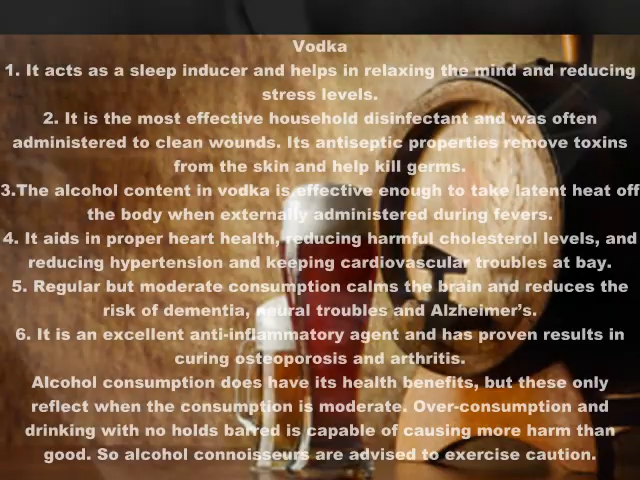 Vodka
1. It acts as a sleep inducer and helps in relaxing the mind and reducing
stress levels.
2. It is the most effective household disinfectant and was often
administered to clean wounds. Its antiseptic properties remove toxins
from the skin and help kill germs.
3.The alcohol content in vodka is effective enough to take latent heat off
the body when externally administered during fevers.
4. It aids in proper heart health, reducing harmful cholesterol levels, and
reducing hypertension and keeping cardiovascular troubles at bay.
5. Regular but moderate consumption calms the brain and reduces the
risk of dementia, neural troubles and Alzheimer’s.
6. It is an excellent anti-inflammatory agent and has proven results in
curing osteoporosis and arthritis.
Alcohol consumption does have its health benefits, but these only
reflect when the consumption is moderate. Over-consumption and
drinking with no holds barred is capable of causing more harm than
good. So alcohol connoisseurs are advised to exercise caution.